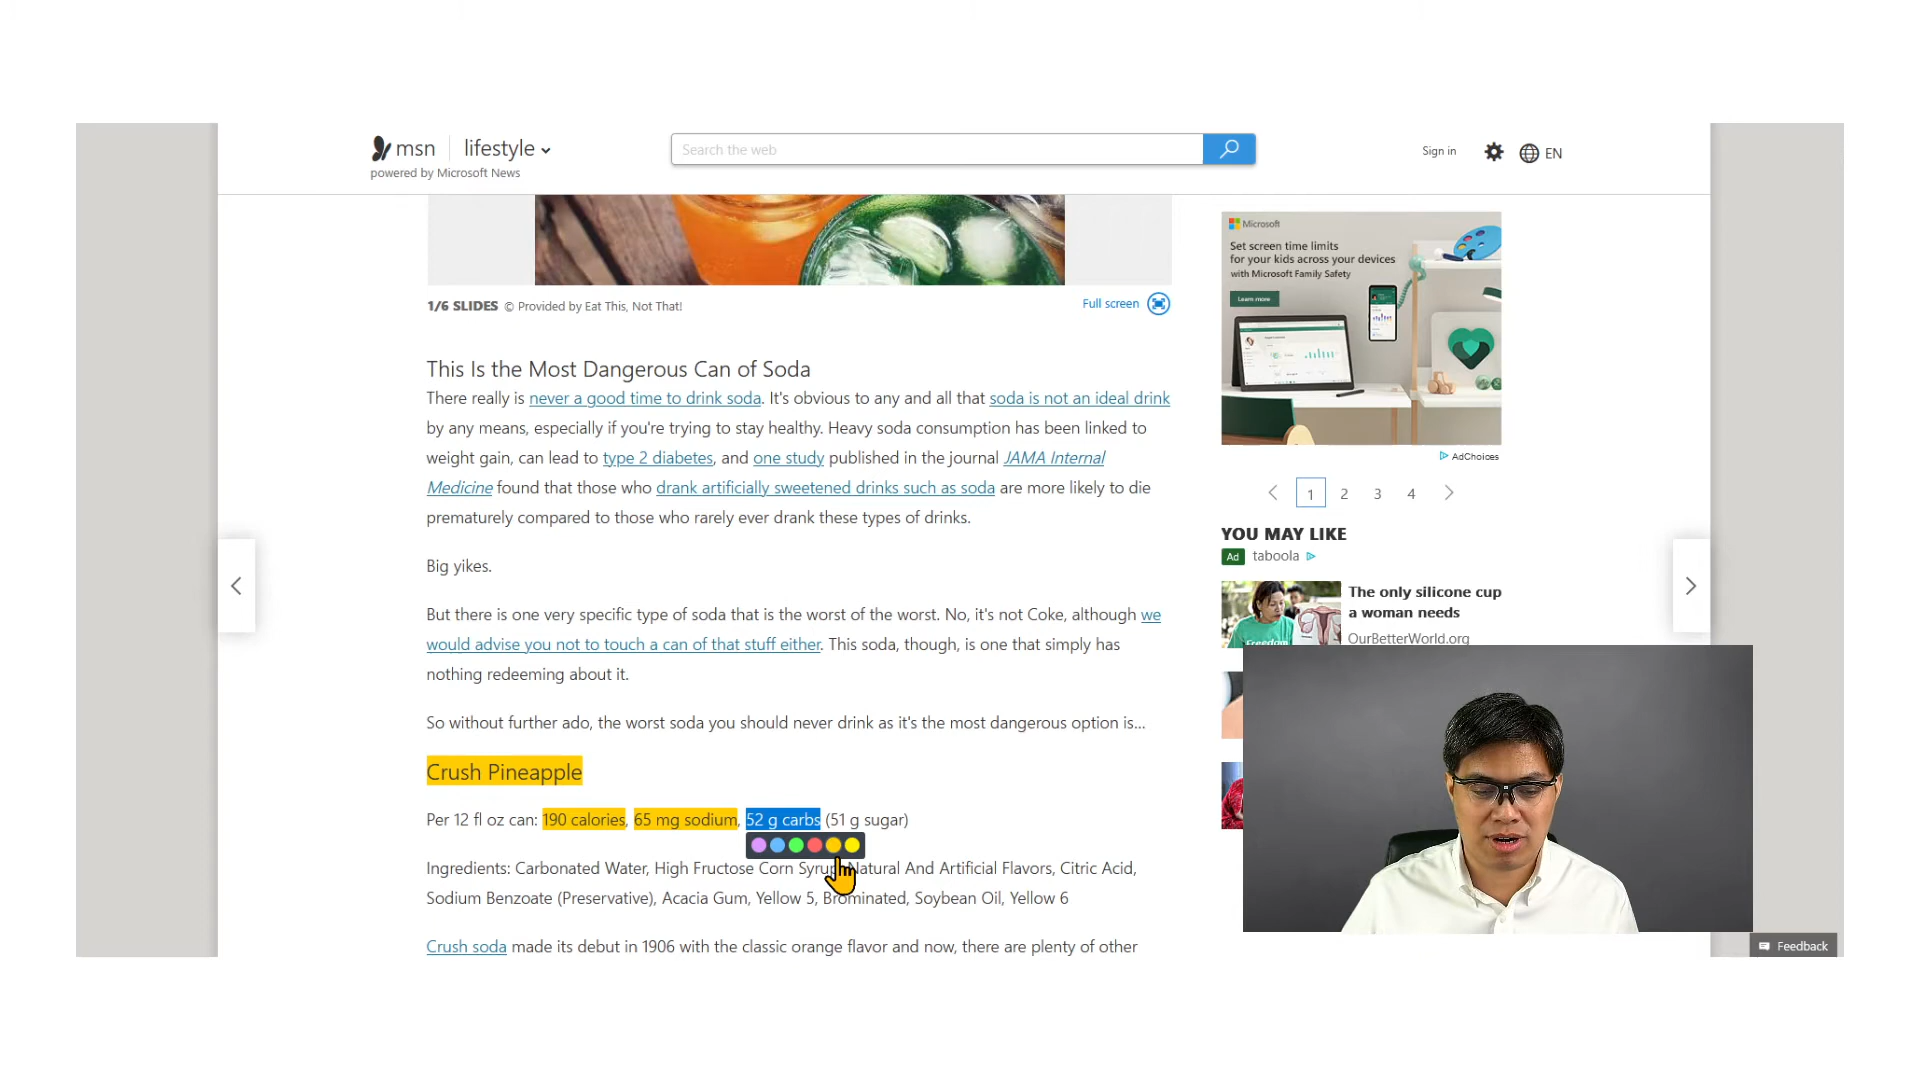 msn
lifestyle
powered by Microsoft News
Search the web
Sign in
EN
1/6 SLIDES © Provided by Eat This, Not That!
Full screen
This Is the Most Dangerous Can of Soda
There really is never a good time to drink soda. It's obvious to any and all that soda is not an ideal drink
by any means, especially if you're trying to stay healthy. Heavy soda consumption has been linked to
weight gain, can lead to type 2 diabetes, and one study published in the journal JAMA Internal
Medicine found that those who drank artificially sweetened drinks such as soda are more likely to die
prematurely compared to those who rarely ever drank these types of drinks.
Big yikes.
But there is one very specific type of soda that is the worst of the worst. No, it's not Coke, although we
would advise you not to touch a can of that stuff either. This soda, though, is one that simply has
nothing redeeming about it.
So without further ado, the worst soda you should never drink as it's the most dangerous option is...
Crush Pineapple
Per 12 fl oz can: 190 calories, 65 mg sodium, 52 g carbs (51 g sugar)
Ingredients: Carbonated Water, High Fructose Corn Syrup Natural And Artificial Flavors, Citric Acid,
Sodium Benzoate (Preservative), Acacia Gum, Yellow 5, Brominated, Soybean Oil, Yellow 6
Crush soda made its debut in 1906 with the classic orange flavor and now, there are plenty of other
Microsoft
Set screen time limits
for your kids across your devices
with Microsoft Family Safety
Learn more
AdChoices
1 2 3 4
YOU MAY LIKE
Ad taboola
The only silicone cup
a woman needs
OurBetterWorld.org
Freedom
Feedback